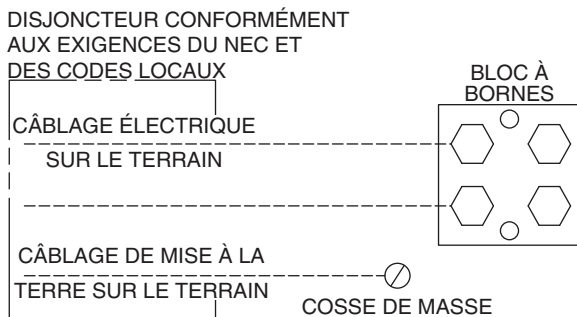 DISJONCTEUR CONFORMÉMENT
AUX EXIGENCES DU NEC ET
DES CODES LOCAUX
BLOC À
BORNES
CÂBLAGE ÉLECTRIQUE
SUR LE TERRAIN
CÂBLAGE DE MISE À LA
TERRE SUR LE TERRAIN
COSSE DE MASSE